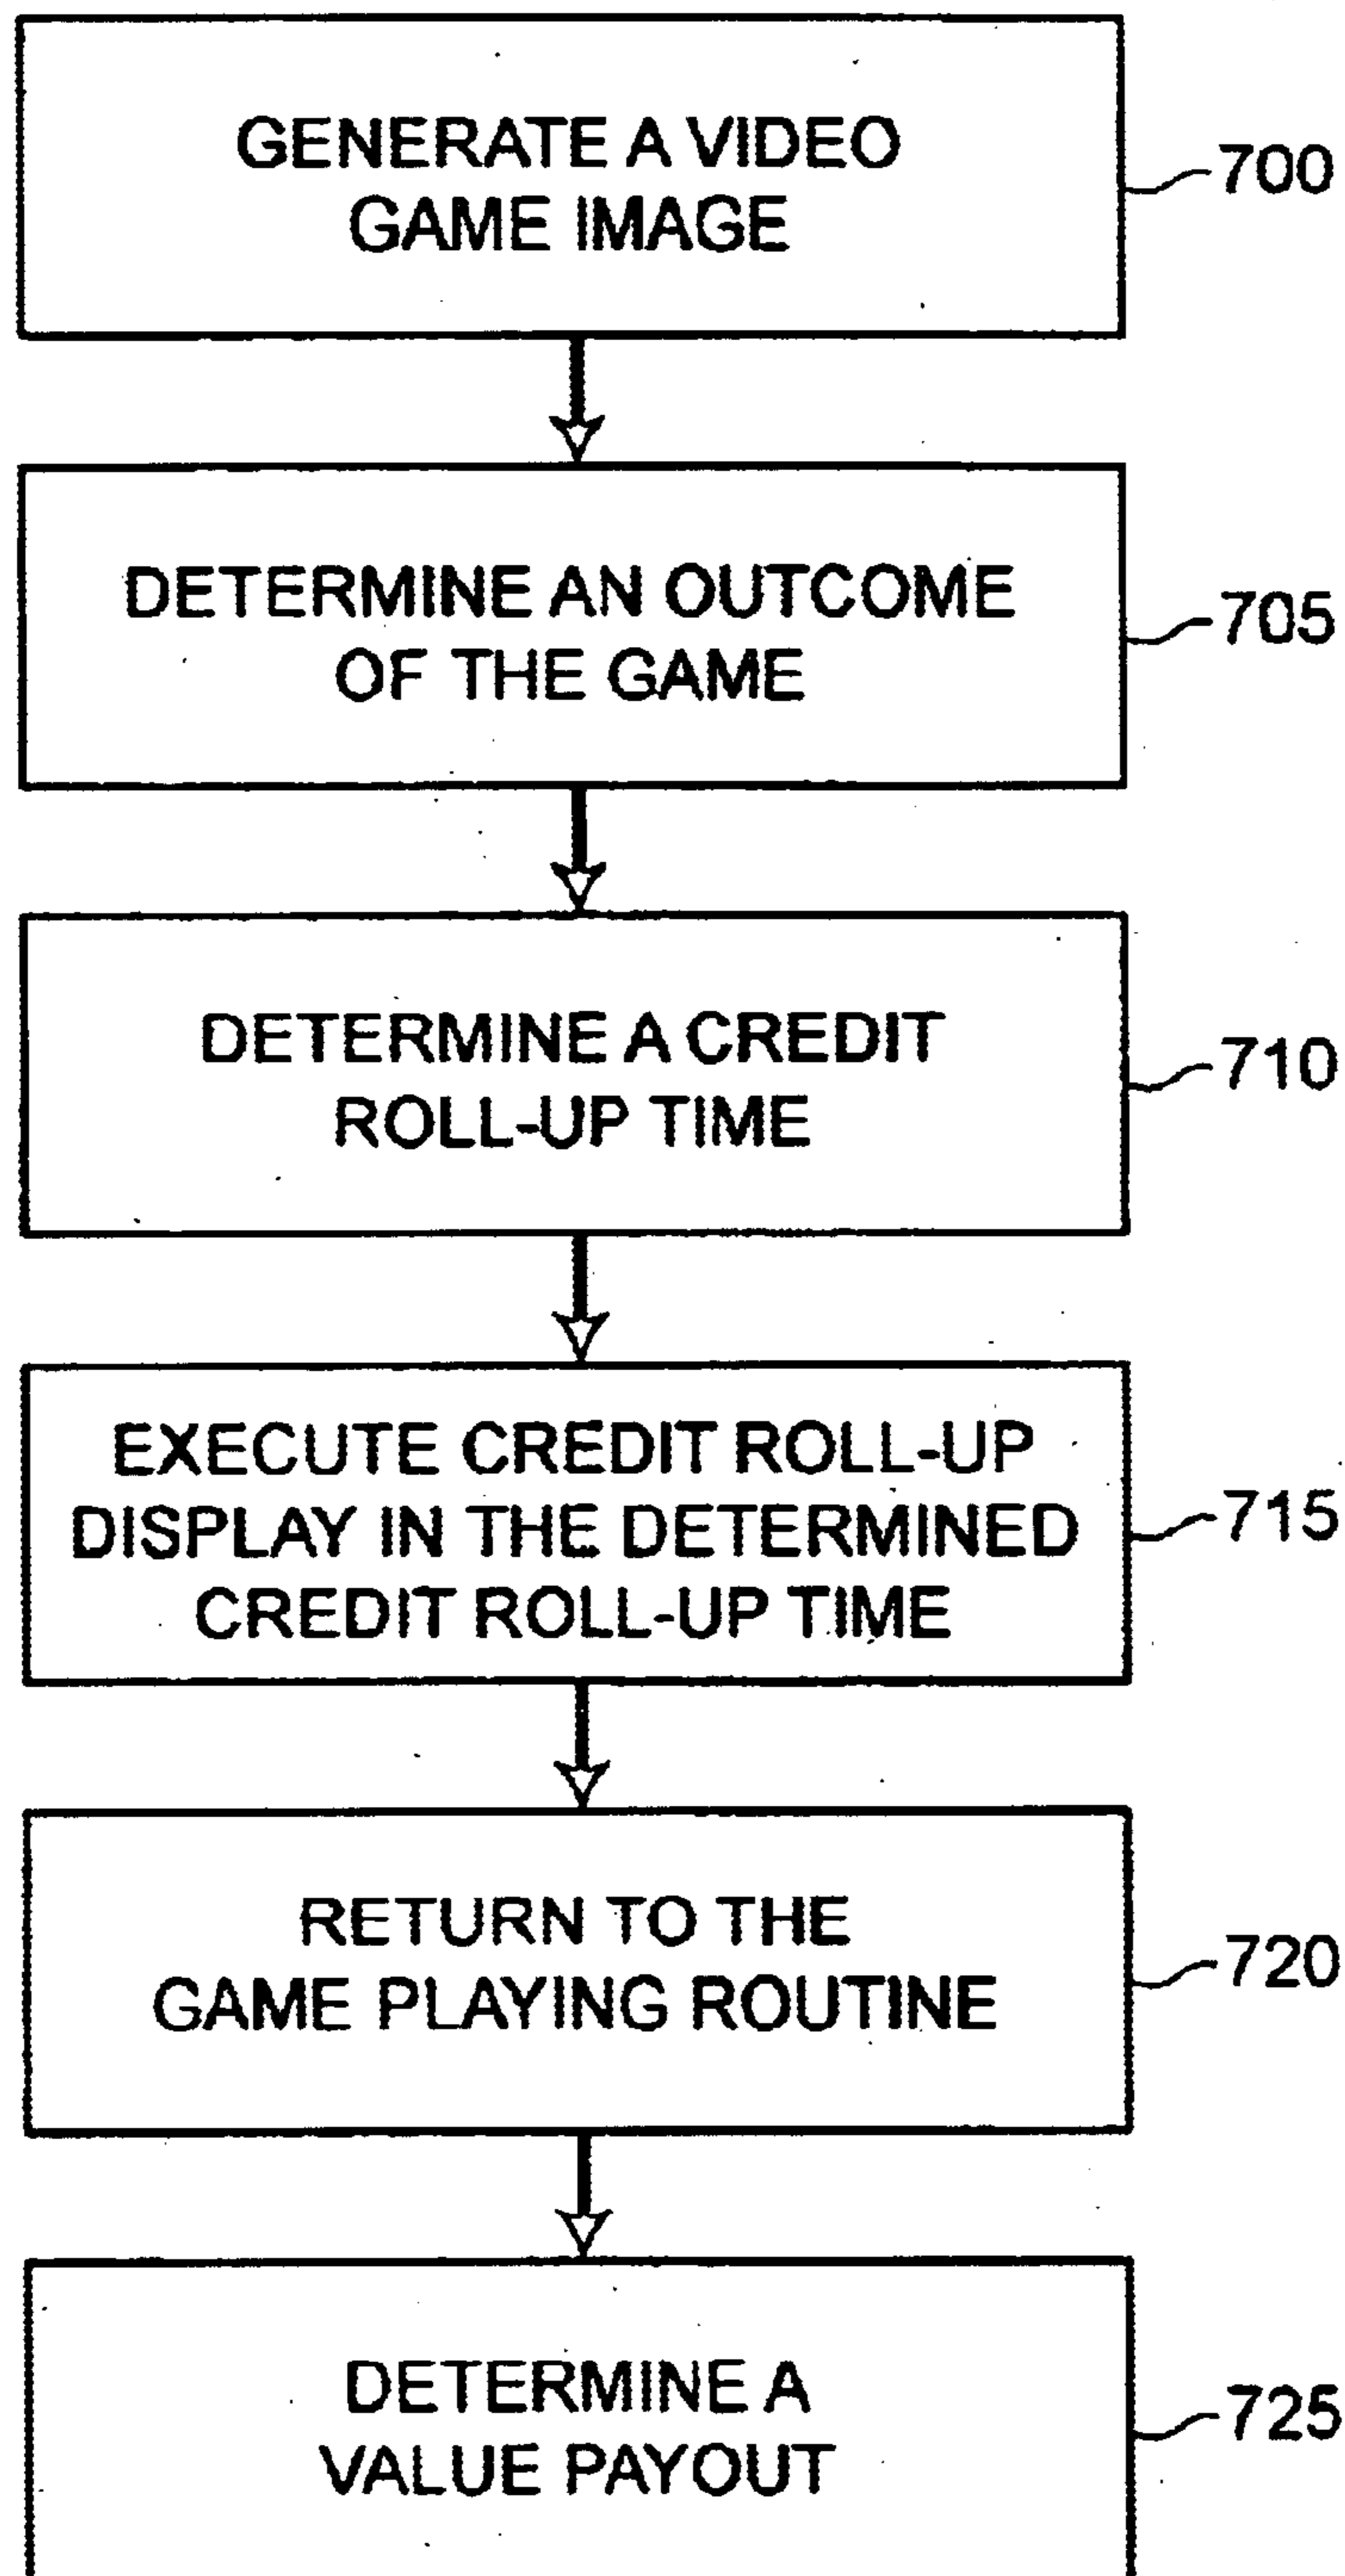 GENERATE A VIDEO
GAME IMAGE
700
DETERMINE AN OUTCOME
OF THE GAME
705
DETERMINE A CREDIT
ROLL-UP TIME
710
EXECUTE CREDIT ROLL-UP
DISPLAY IN THE DETERMINED
CREDIT ROLL-UP TIME
715
RETURN TO THE
GAME PLAYING ROUTINE
720
DETERMINE A
VALUE PAYOUT
725